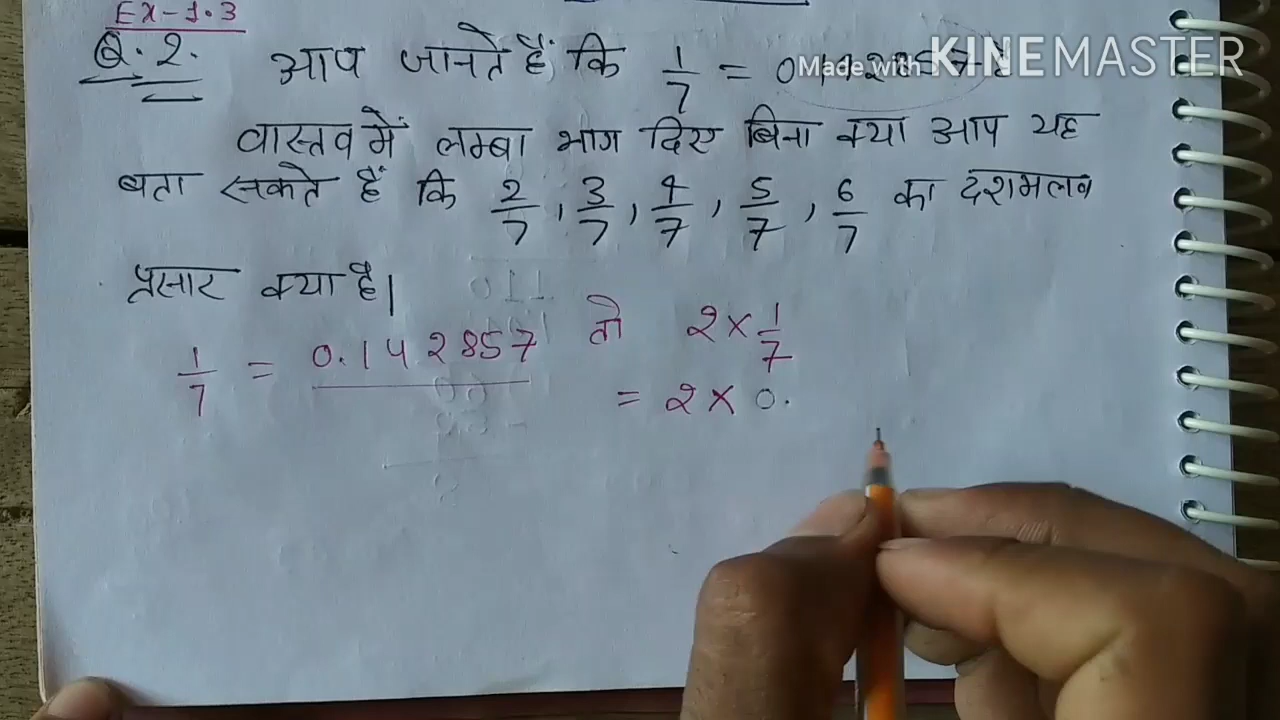 Ex-1.3
Q.2. आप जानते हैं कि 1/7 = है
Made with KINEMASTER
वास्तव में लम्बा भाग दिए बिना क्या आप यह
बता सकते हैं कि 2/7, 3/7, 4/7, 5/7, 6/7 का दशमलव
प्रसार क्या है।
1/7 = 0.142857 तो 2×1/7
= 2× 0.